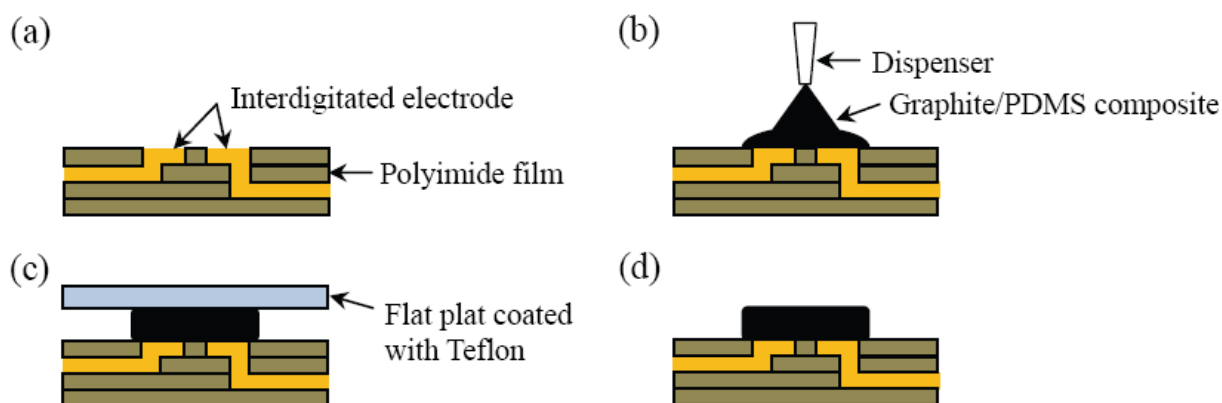 (a)
Interdigitated electrode
Polyimide film
(b)
Dispenser
Graphite/PDMS composite
(c)
Flat plat coated
with Teflon
(d)